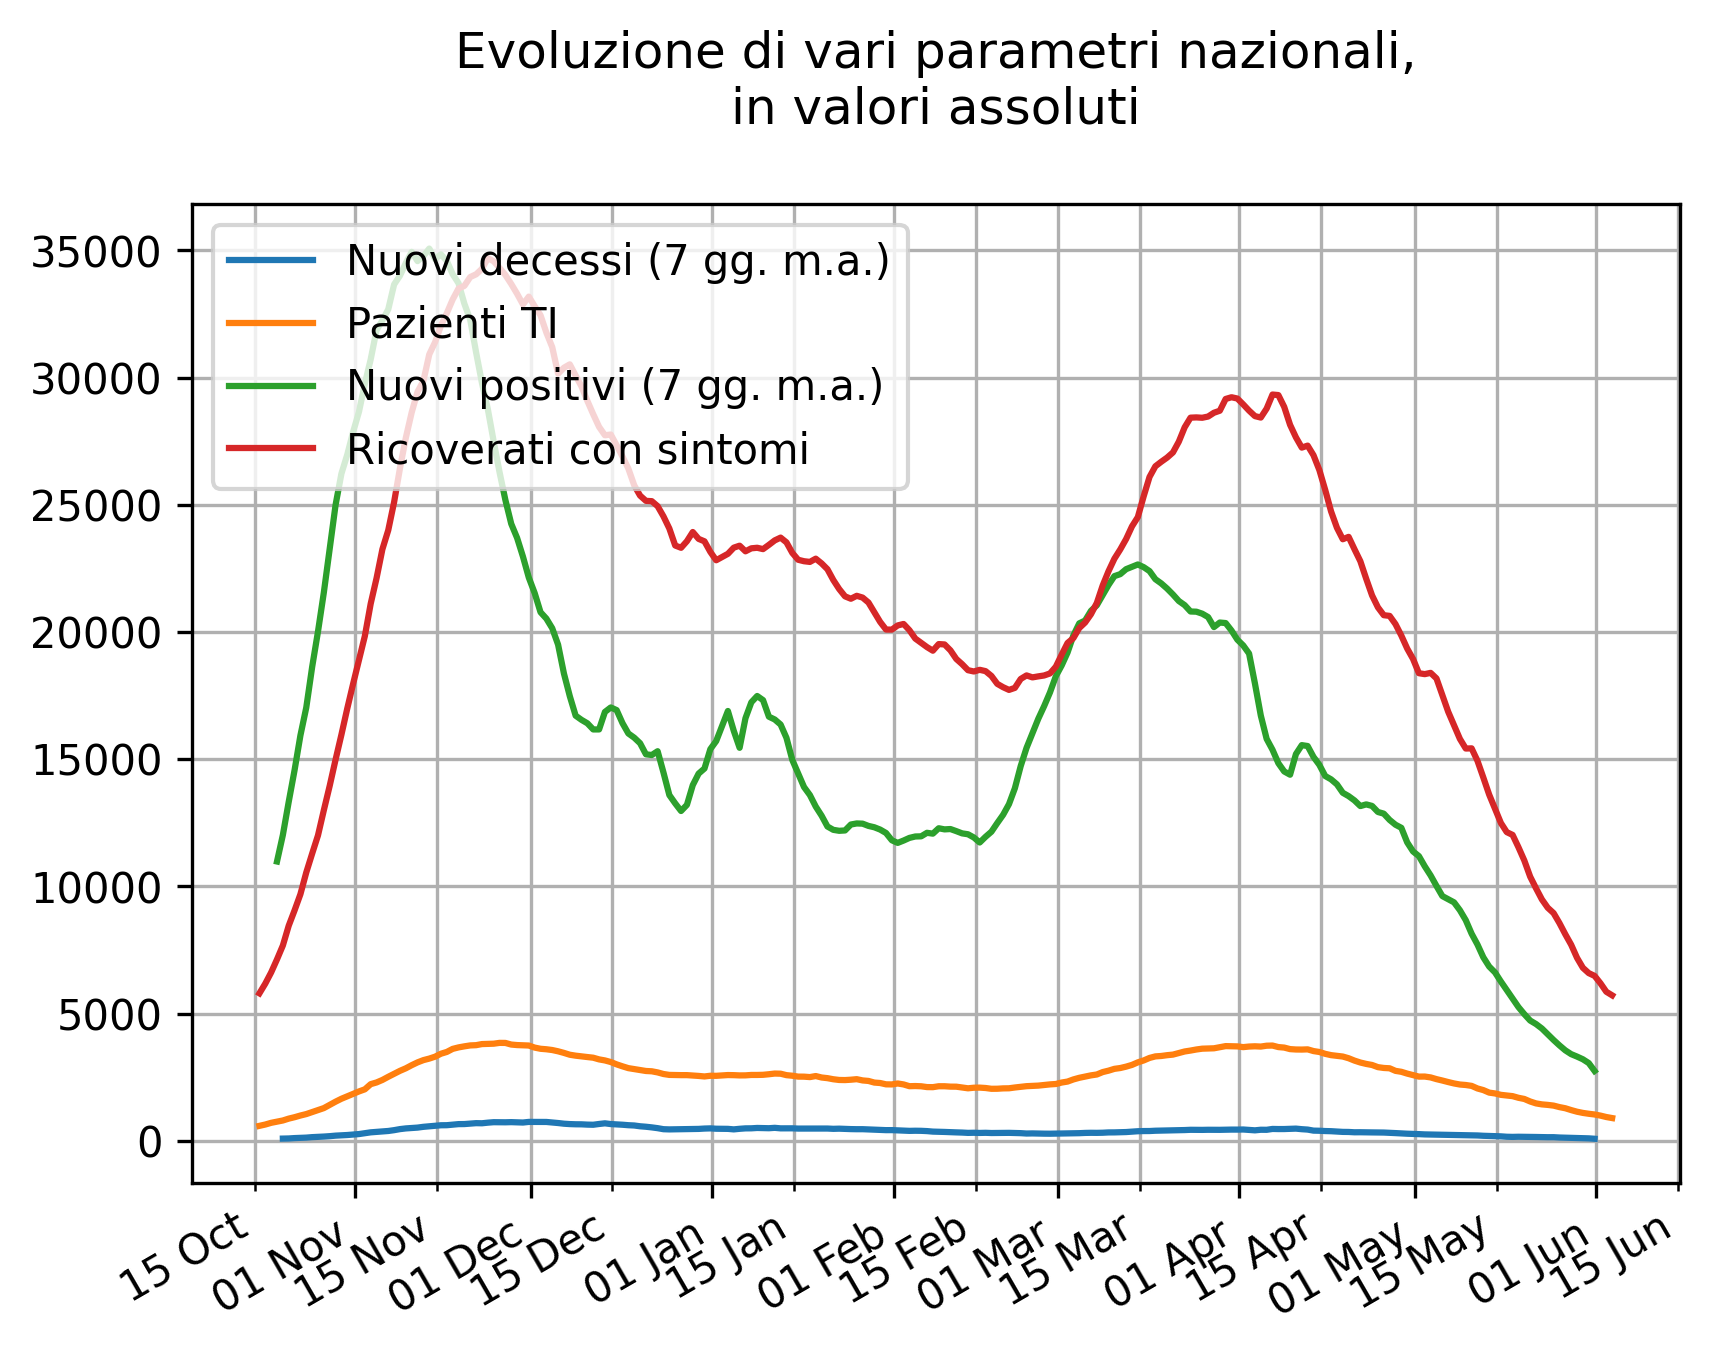 Evoluzione di vari parametri nazionali,
in valori assoluti
Nuovi decessi (7 gg. m.a.)
Pazienti TI
Nuovi positivi (7 gg. m.a.)
Ricoverati con sintomi
35000
30000
25000
20000
15000
10000
5000
0
15 Oct
01 Nov
15 Nov
01 Dec
15 Dec
01 Jan
15 Jan
01 Feb
15 Feb
01 Mar
15 Mar
01 Apr
15 Apr
01 May
15 May
01 Jun
15 Jun